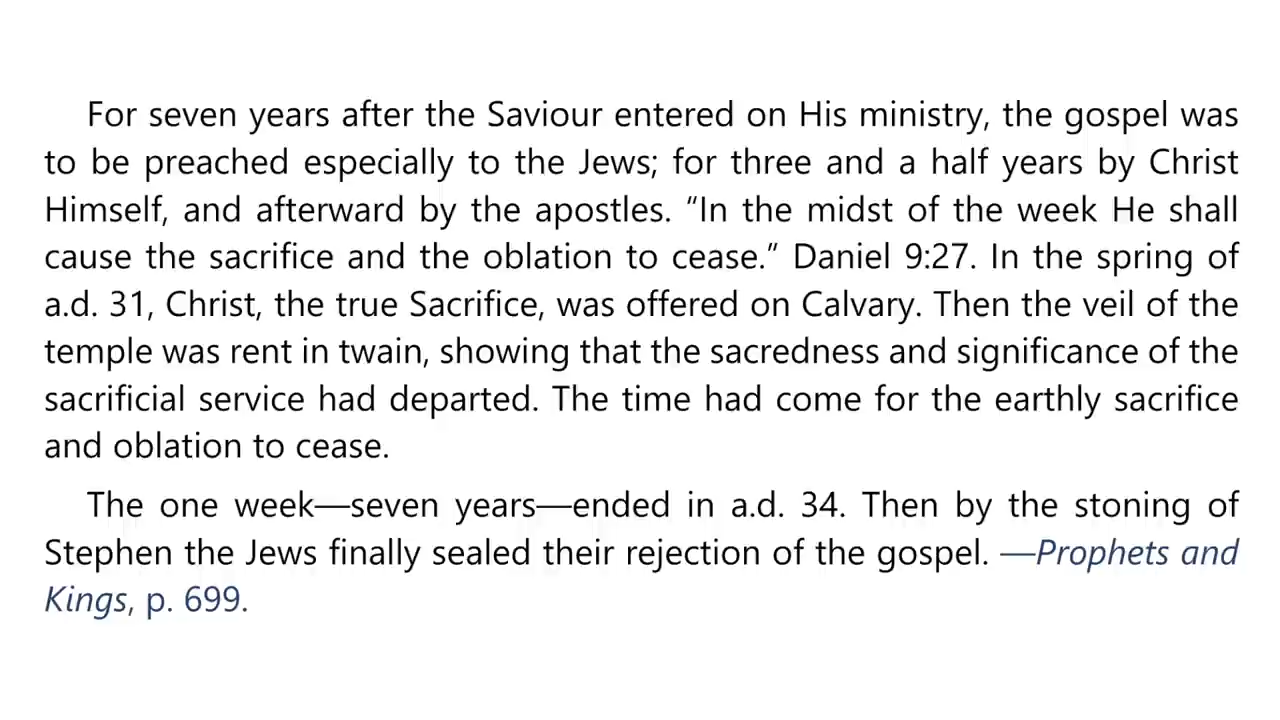 For seven years after the Saviour entered on His ministry, the gospel was
to be preached especially to the Jews; for three and a half years by Christ
Himself, and afterward by the apostles. “In the midst of the week He shall
cause the sacrifice and the oblation to cease.” Daniel 9:27. In the spring of
a.d. 31, Christ, the true Sacrifice, was offered on Calvary. Then the veil of the
temple was rent in twain, showing that the sacredness and significance of the
sacrificial service had departed. The time had come for the earthly sacrifice
and oblation to cease.
The one week—seven years—ended in a.d. 34. Then by the stoning of
Stephen the Jews finally sealed their rejection of the gospel. —Prophets and
Kings, p. 699.